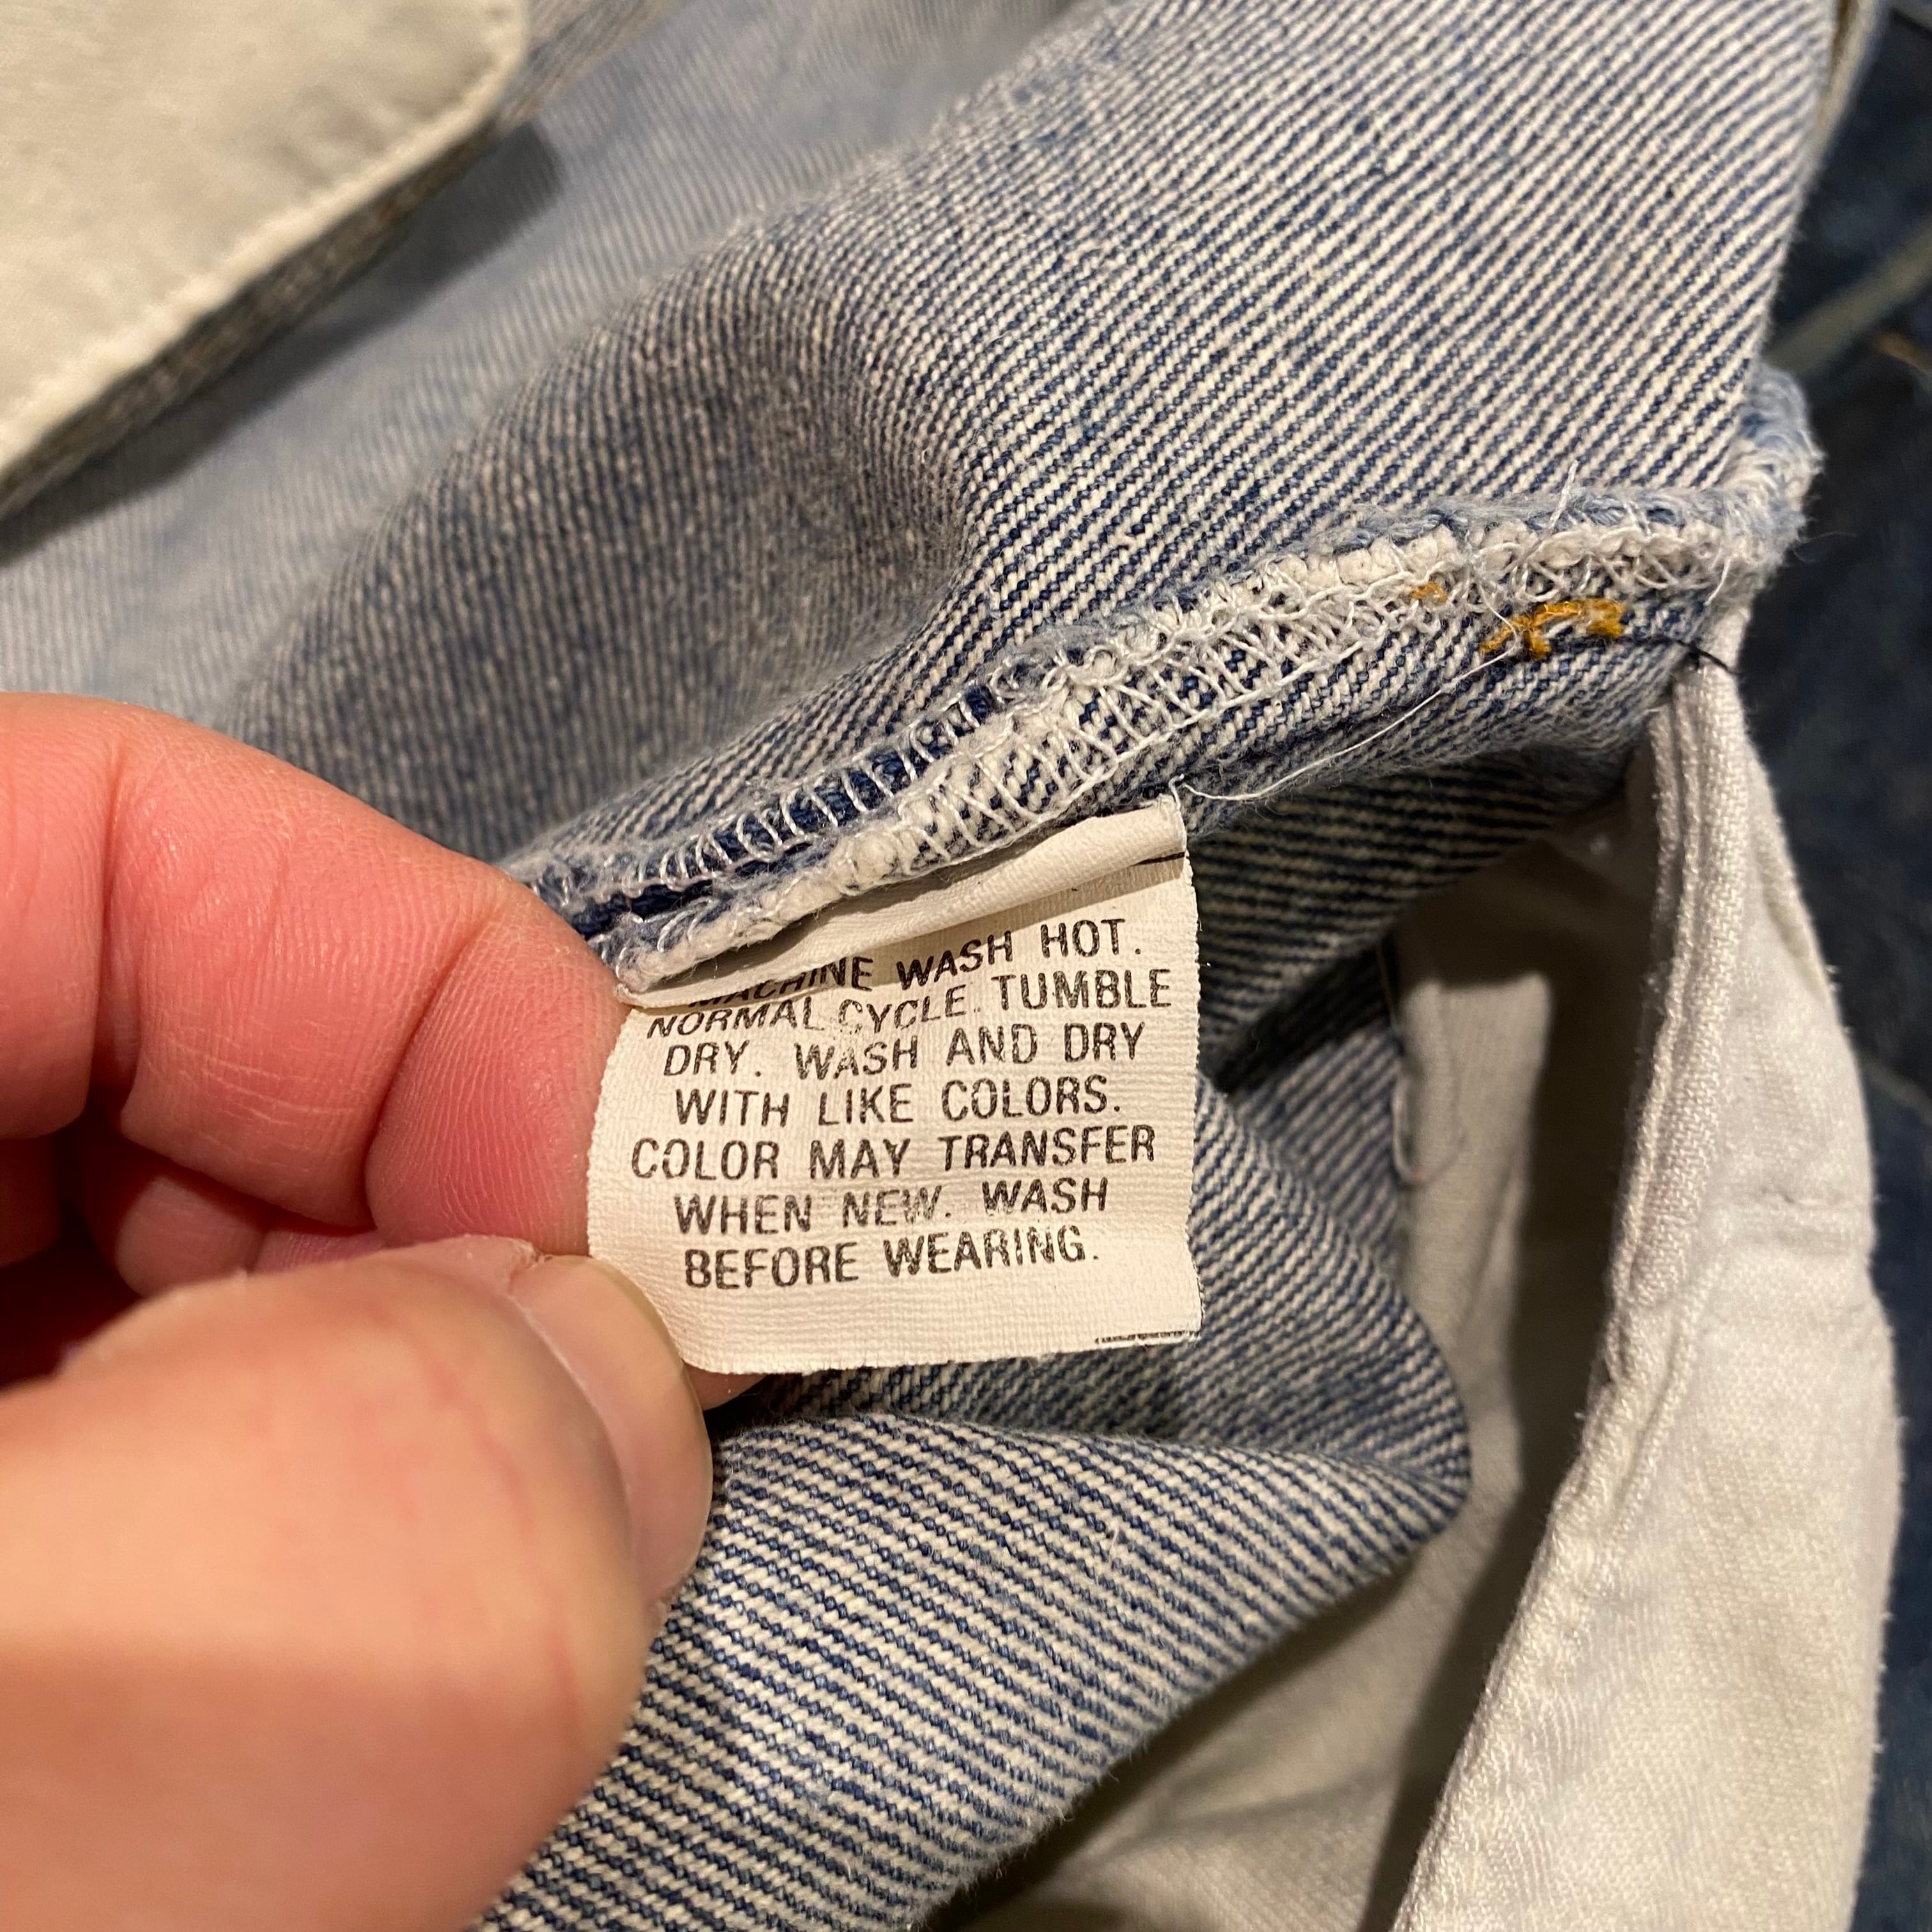 MACHINE WASH HOT.
NORMAL CYCLE. TUMBLE
DRY. WASH AND DRY
WITH LIKE COLORS.
COLOR MAY TRANSFER
WHEN NEW. WASH
BEFORE WEARING.